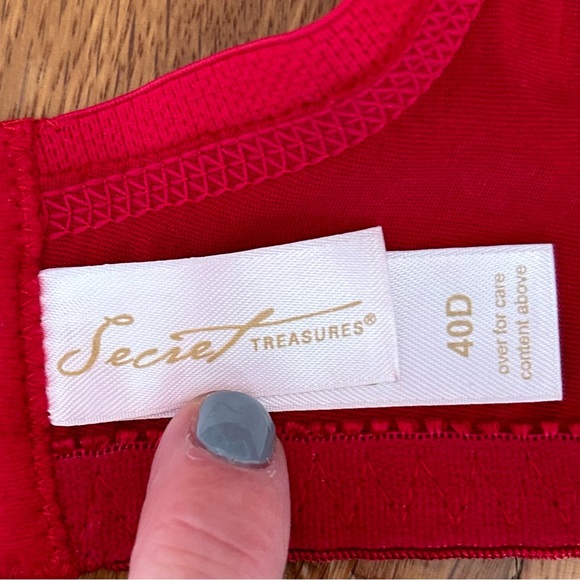 Secret TREASURES®
40D
over for care
content above